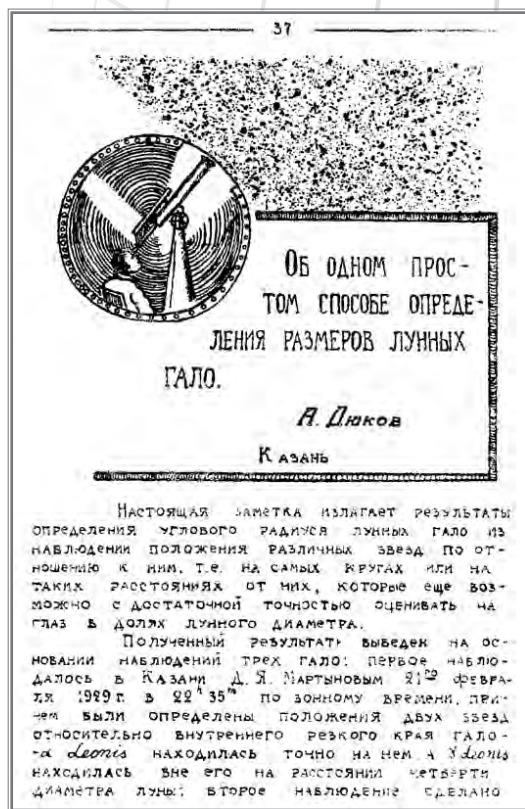 37
Об одном прос-
том способе опреде-
ления размеров лунных
гало.
А. Дюков
Казань
Настоящая заметка излагает результаты
определения углового радиуса лунных гало из
наблюдений положения различных звезд по от-
ношению к ним, т.е. на самых кругах или на
таких расстояниях от них, которые еще воз-
можно с достаточной точностью оценивать на
глаз в долях лунного диаметра.
Полученный результат выведен на ос-
новании наблюдений трех гало: первое наблю-
далось в Казани Д. Я. Мартыновым 21го февра-
ля 1929 г. в 22ч 35м по зонному времени, при-
чем были определены положения двух звезд
относительно внутреннего резкого края гало -
α Leonis находилась точно на нем а γ Leonis
находилась вне его на расстоянии четверти
диаметра луны; второе наблюдение сделано